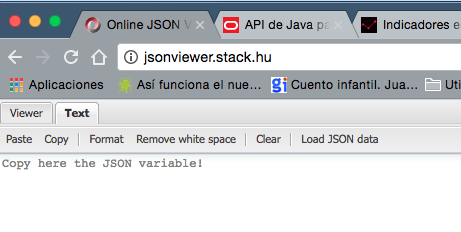 Online JSON V
API de Java pa
Indicadores e
jsonviewer.stack.hu
Aplicaciones
Así funciona el nue...
gi
Cuento infantil. Jua...
Uti
Viewer
Text
Paste
Copy
Format
Remove white space
Clear
Load JSON data
Copy here the JSON variable!